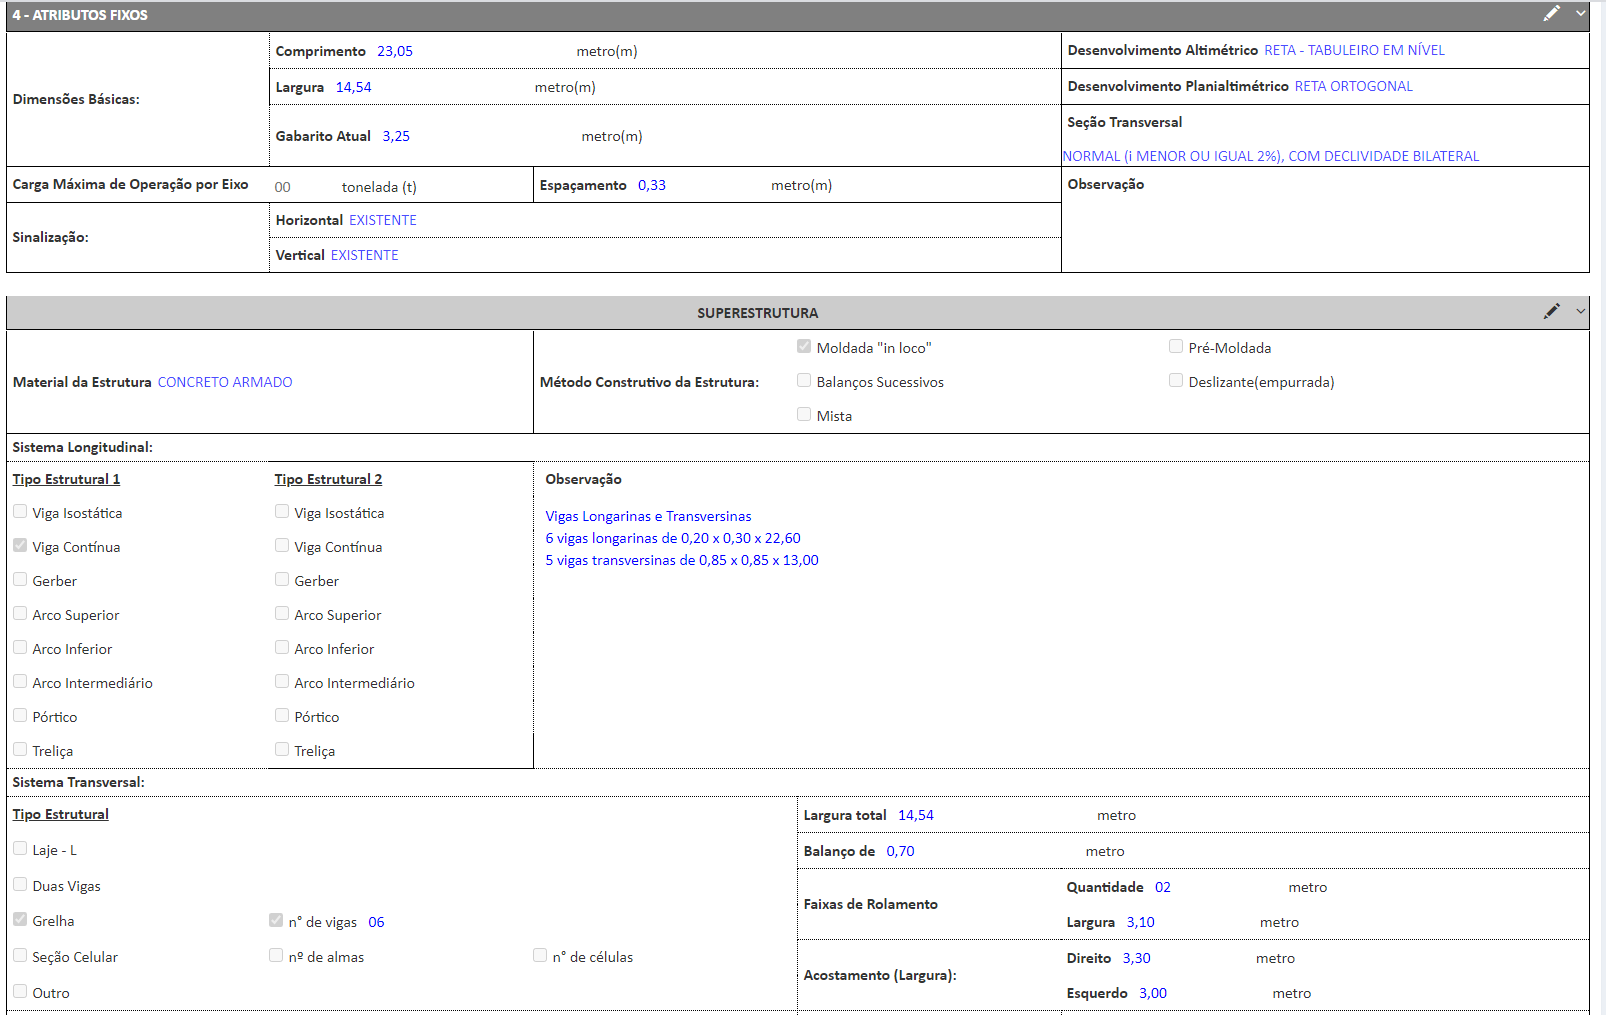 4 - ATRIBUTOS FIXOS
Dimensões Básicas:
Comprimento 23,05 metro(m)
Largura 14,54 metro(m)
Gabarito Atual 3,25 metro(m)
Desenvolvimento Altimétrico RETA - TABULEIRO EM NÍVEL
Desenvolvimento Planialtimétrico RETA ORTOGONAL
Seção Transversal
NORMAL (i MENOR OU IGUAL 2%), COM DECLIVIDADE BILATERAL
Carga Máxima de Operação por Eixo 00 tonelada (t)
Espaçamento 0,33 metro(m)
Observação
Sinalização:
Horizontal EXISTENTE
Vertical EXISTENTE
SUPERESTRUTURA
Material da Estrutura CONCRETO ARMADO
Método Construtivo da Estrutura:
Moldada "in loco"
Pré-Moldada
Balanços Sucessivos
Deslizante(empurrada)
Mista
Sistema Longitudinal:
Tipo Estrutural 1
Viga Isostática
Viga Contínua
Gerber
Arco Superior
Arco Inferior
Arco Intermediário
Pórtico
Treliça
Tipo Estrutural 2
Viga Isostática
Viga Contínua
Gerber
Arco Superior
Arco Inferior
Arco Intermediário
Pórtico
Treliça
Observação
Vigas Longarinas e Transversinas
6 vigas longarinas de 0,20 x 0,30 x 22,60
5 vigas transversinas de 0,85 x 0,85 x 13,00
Sistema Transversal:
Tipo Estrutural
Laje - L
Duas Vigas
Grelha n° de vigas 06
Seção Celular nº de almas n° de células
Outro
Largura total 14,54 metro
Balanço de 0,70 metro
Faixas de Rolamento
Quantidade 02 metro
Largura 3,10 metro
Acostamento (Largura):
Direito 3,30 metro
Esquerdo 3,00 metro